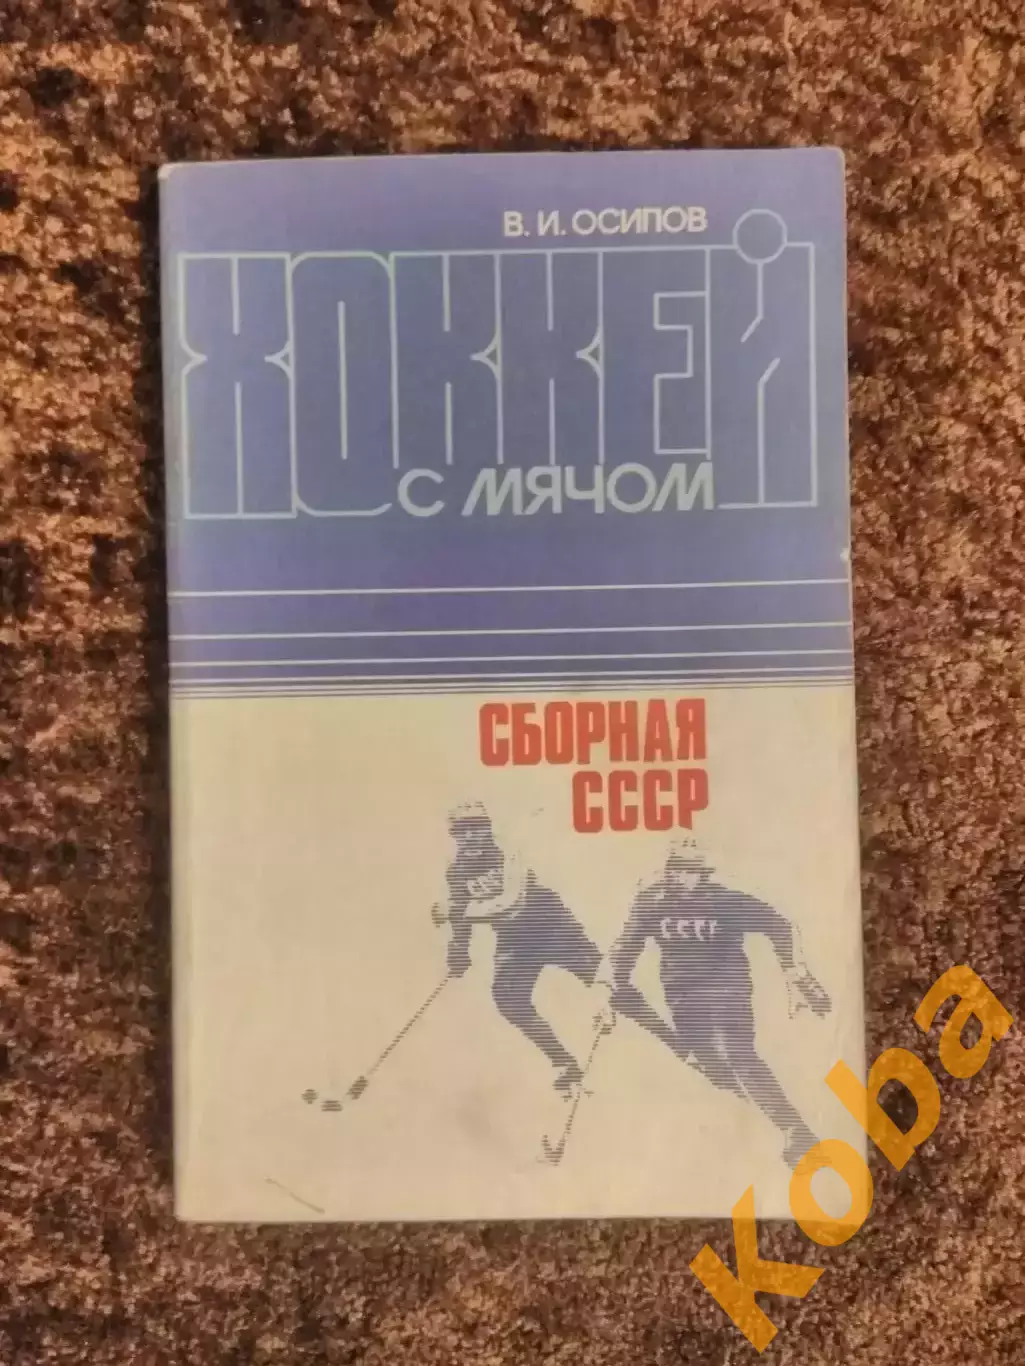 В. И. ОСИПОВ
ХОККЕЙ
С МЯЧОМ
СБОРНАЯ
СССР
СССР
Koba